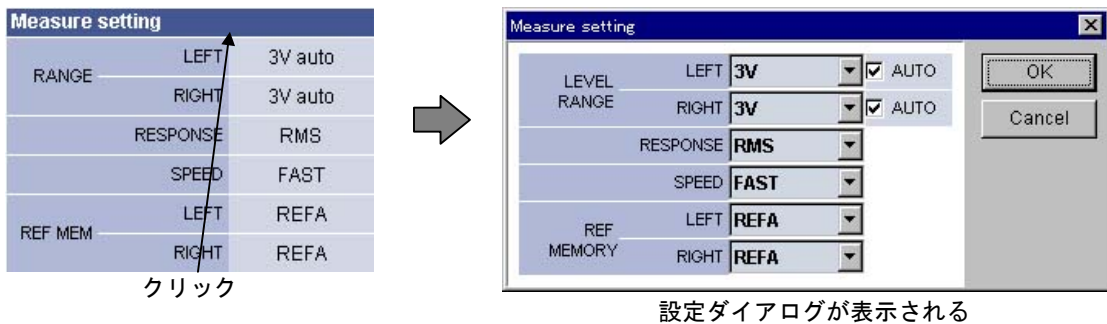 Measure setting
RANGE LEFT 3V auto
RIGHT 3V auto
RESPONSE RMS
SPEED FAST
REF MEM LEFT REFA
RIGHT REFA
クリック
Measure setting
LEVEL RANGE LEFT 3V AUTO
RIGHT 3V AUTO
RESPONSE RMS
SPEED FAST
REF MEMORY LEFT REFA
RIGHT REFA
OK
Cancel
設定ダイアログが表示される